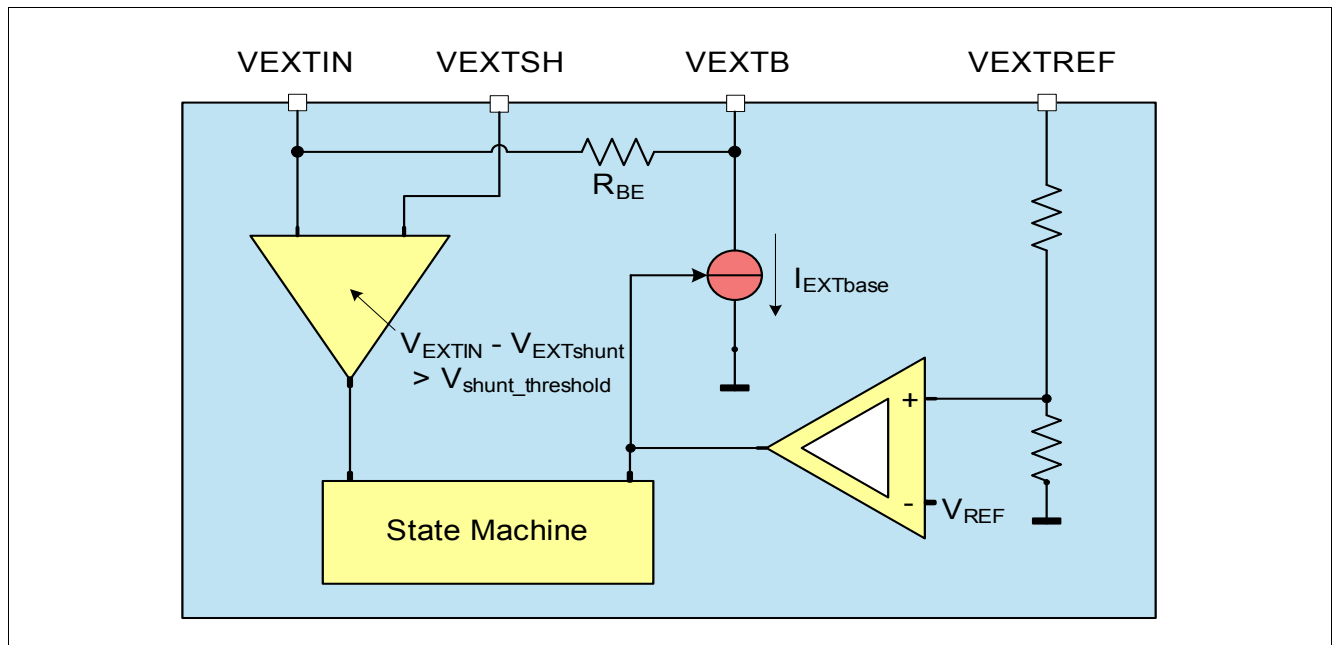 VEXTIN VEXTSH VEXTB VEXTREF
RBE
IEXTbase
VEXTIN - VEXTshunt
> Vshunt_threshold
+
- VREF
State Machine